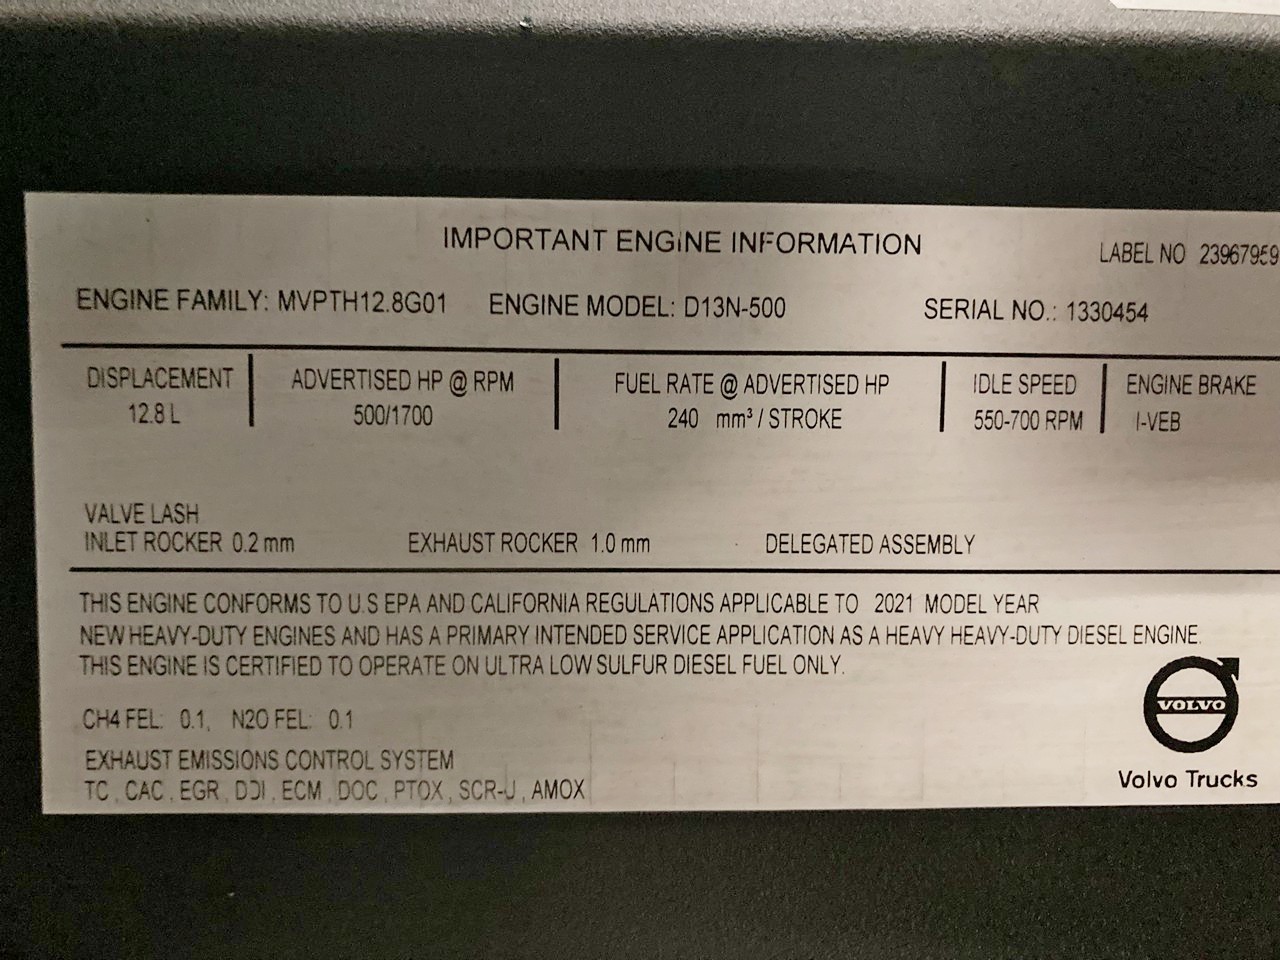 IMPORTANT ENGINE INFORMATION
LABEL NO 23967959
ENGINE FAMILY: MVPTH12.8G01 ENGINE MODEL: D13N-500 SERIAL NO.: 1330454
DISPLACEMENT ADVERTISED HP @ RPM FUEL RATE @ ADVERTISED HP IDLE SPEED ENGINE BRAKE
12.8 L 500/1700 240 mm³ / STROKE 550-700 RPM I-VEB
VALVE LASH
INLET ROCKER 0.2 mm EXHAUST ROCKER 1.0 mm DELEGATED ASSEMBLY
THIS ENGINE CONFORMS TO U.S EPA AND CALIFORNIA REGULATIONS APPLICABLE TO 2021 MODEL YEAR
NEW HEAVY-DUTY ENGINES AND HAS A PRIMARY INTENDED SERVICE APPLICATION AS A HEAVY HEAVY-DUTY DIESEL ENGINE.
THIS ENGINE IS CERTIFIED TO OPERATE ON ULTRA LOW SULFUR DIESEL FUEL ONLY.
CH4 FEL: 0.1, N2O FEL: 0.1
EXHAUST EMISSIONS CONTROL SYSTEM
TC , CAC , EGR , DDI , ECM , DOC , PTOX , SCR-U , AMOX
VOLVO
Volvo Trucks